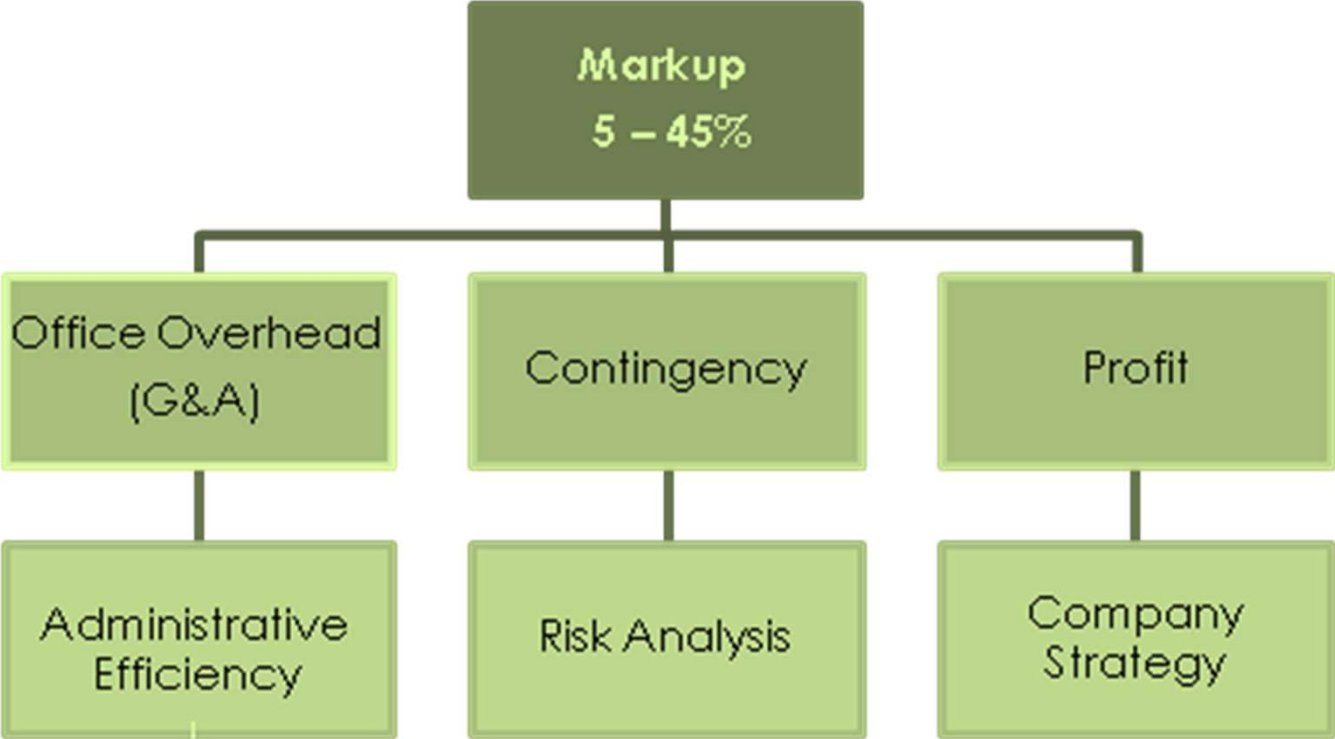 Markup
5 – 45%
Office Overhead
(G&A)
Contingency
Profit
Administrative
Efficiency
Risk Analysis
Company
Strategy